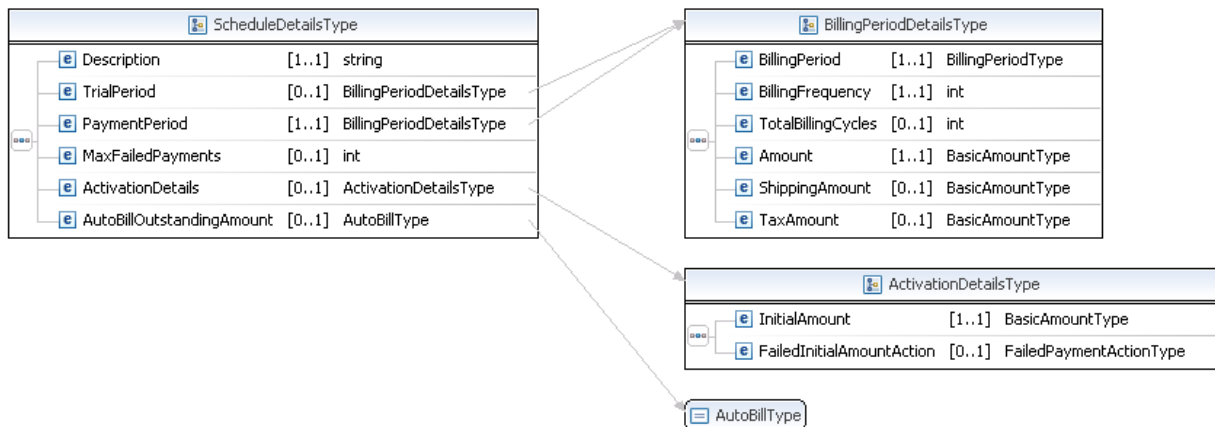 ScheduleDetailsType
e Description [1..1] string
e TrialPeriod [0..1] BillingPeriodDetailsType
e PaymentPeriod [1..1] BillingPeriodDetailsType
e MaxFailedPayments [0..1] int
e ActivationDetails [0..1] ActivationDetailsType
e AutoBillOutstandingAmount [0..1] AutoBillType
BillingPeriodDetailsType
e BillingPeriod [1..1] BillingPeriodType
e BillingFrequency [1..1] int
e TotalBillingCycles [0..1] int
e Amount [1..1] BasicAmountType
e ShippingAmount [0..1] BasicAmountType
e TaxAmount [0..1] BasicAmountType
ActivationDetailsType
e InitialAmount [1..1] BasicAmountType
e FailedInitialAmountAction [0..1] FailedPaymentActionType
AutoBillType